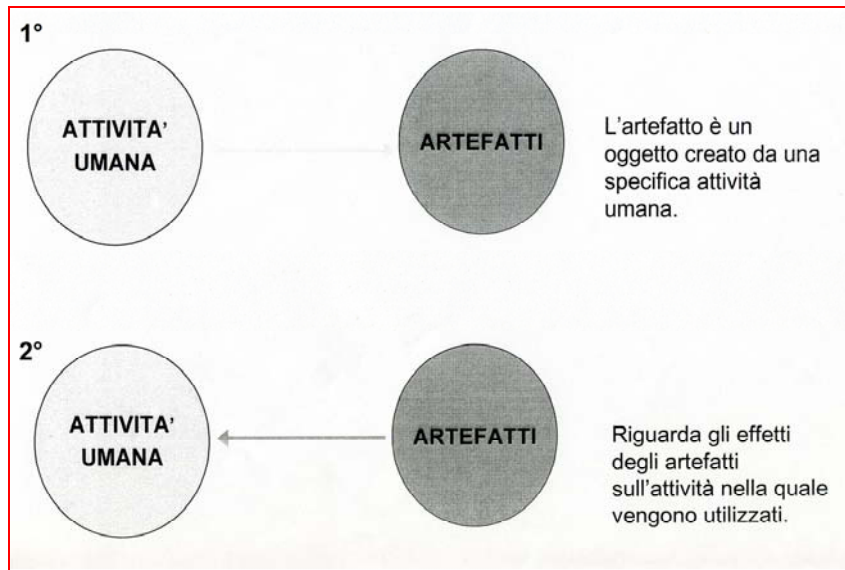 1°
ATTIVITA'
UMANA
ARTEFATTI
L'artefatto è un
oggetto creato da una
specifica attività
umana.
2°
ATTIVITA'
UMANA
ARTEFATTI
Riguarda gli effetti
degli artefatti
sull'attività nella quale
vengono utilizzati.